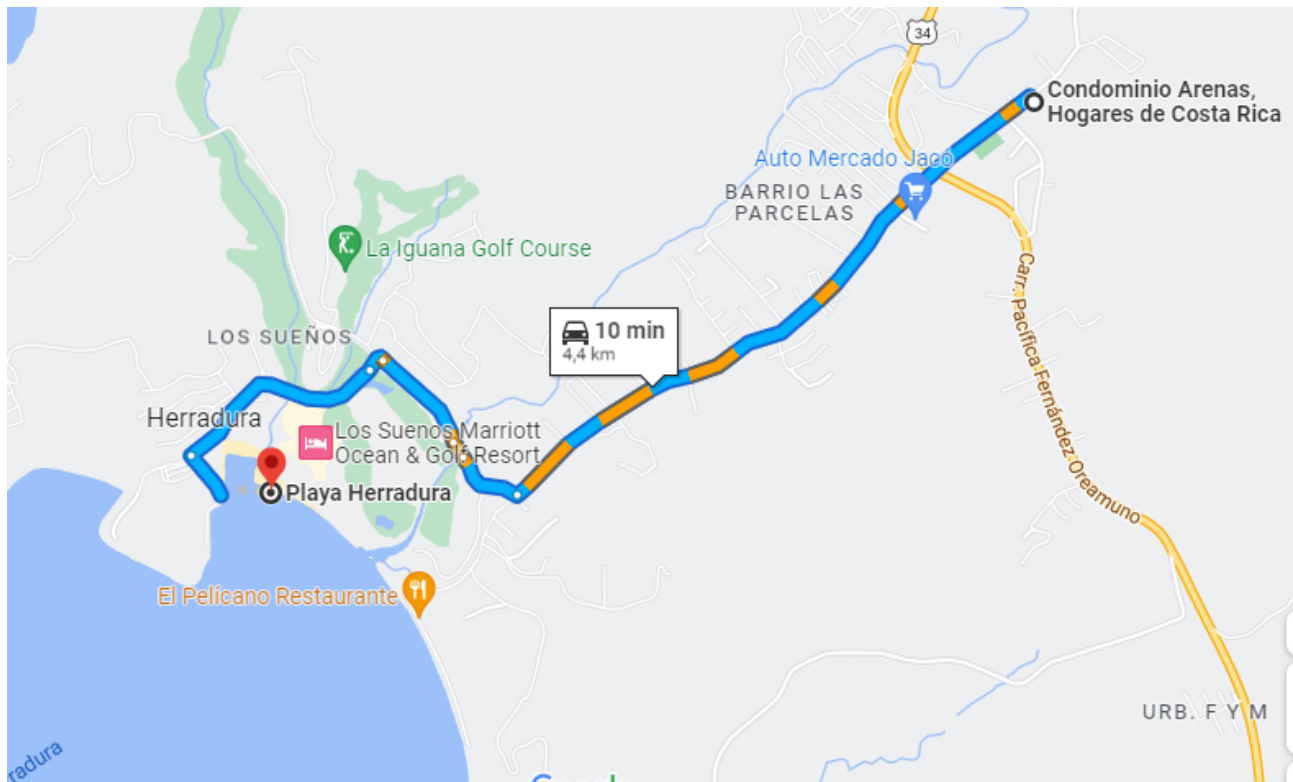 34
Condominio Arenas,
Hogares de Costa Rica
Auto Mercado Jacó
BARRIO LAS
PARCELAS
La Iguana Golf Course
Carr. Pacífica Fernández Oreamuno
10 min
4,4 km
LOS SUEÑOS
Herradura
Los Suenos Marriott
Ocean & Golf Resort
Playa Herradura
El Pelícano Restaurante
URB. F Y M